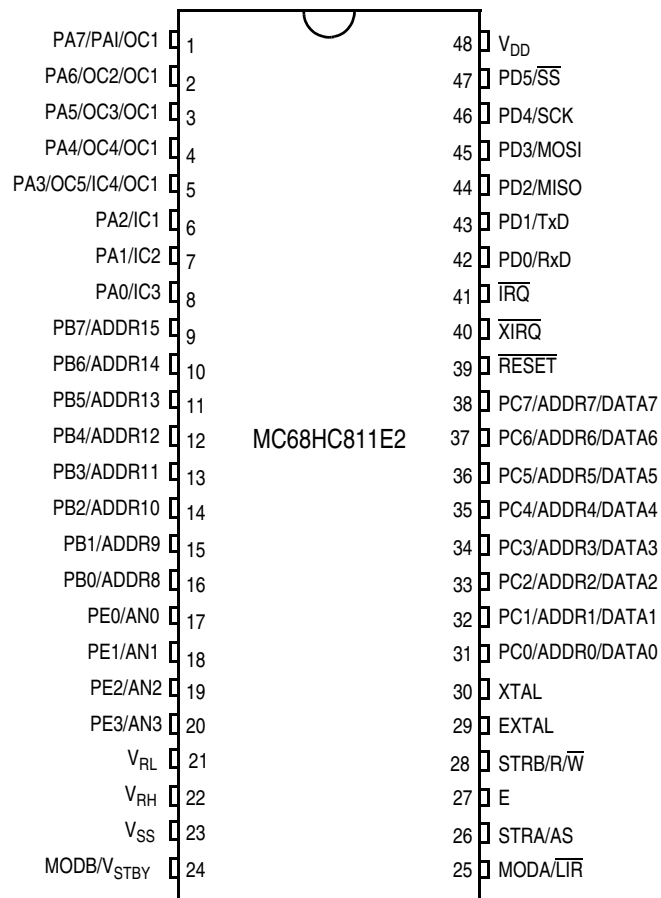 PA7/PAI/OC1 1 48 VDD
PA6/OC2/OC1 2 47 PD5/SS
PA5/OC3/OC1 3 46 PD4/SCK
PA4/OC4/OC1 4 45 PD3/MOSI
PA3/OC5/IC4/OC1 5 44 PD2/MISO
PA2/IC1 6 43 PD1/TxD
PA1/IC2 7 42 PD0/RxD
PA0/IC3 8 41 IRQ
PB7/ADDR15 9 40 XIRQ
PB6/ADDR14 10 39 RESET
PB5/ADDR13 11 38 PC7/ADDR7/DATA7
PB4/ADDR12 12 MC68HC811E2 37 PC6/ADDR6/DATA6
PB3/ADDR11 13 36 PC5/ADDR5/DATA5
PB2/ADDR10 14 35 PC4/ADDR4/DATA4
PB1/ADDR9 15 34 PC3/ADDR3/DATA3
PB0/ADDR8 16 33 PC2/ADDR2/DATA2
PE0/AN0 17 32 PC1/ADDR1/DATA1
PE1/AN1 18 31 PC0/ADDR0/DATA0
PE2/AN2 19 30 XTAL
PE3/AN3 20 29 EXTAL
VRL 21 28 STRB/R/W
VRH 22 27 E
VSS 23 26 STRA/AS
MODB/VSTBY 24 25 MODA/LIR